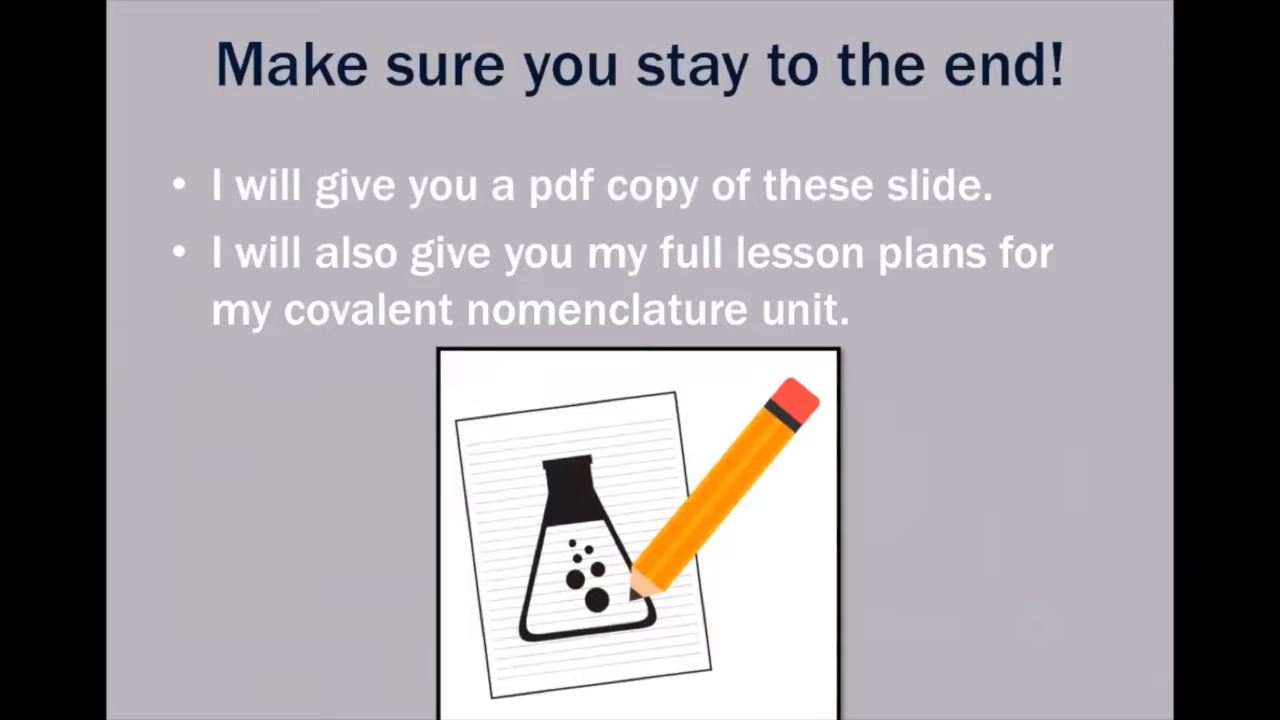 Make sure you stay to the end!
• I will give you a pdf copy of these slide.
• I will also give you my full lesson plans for
my covalent nomenclature unit.